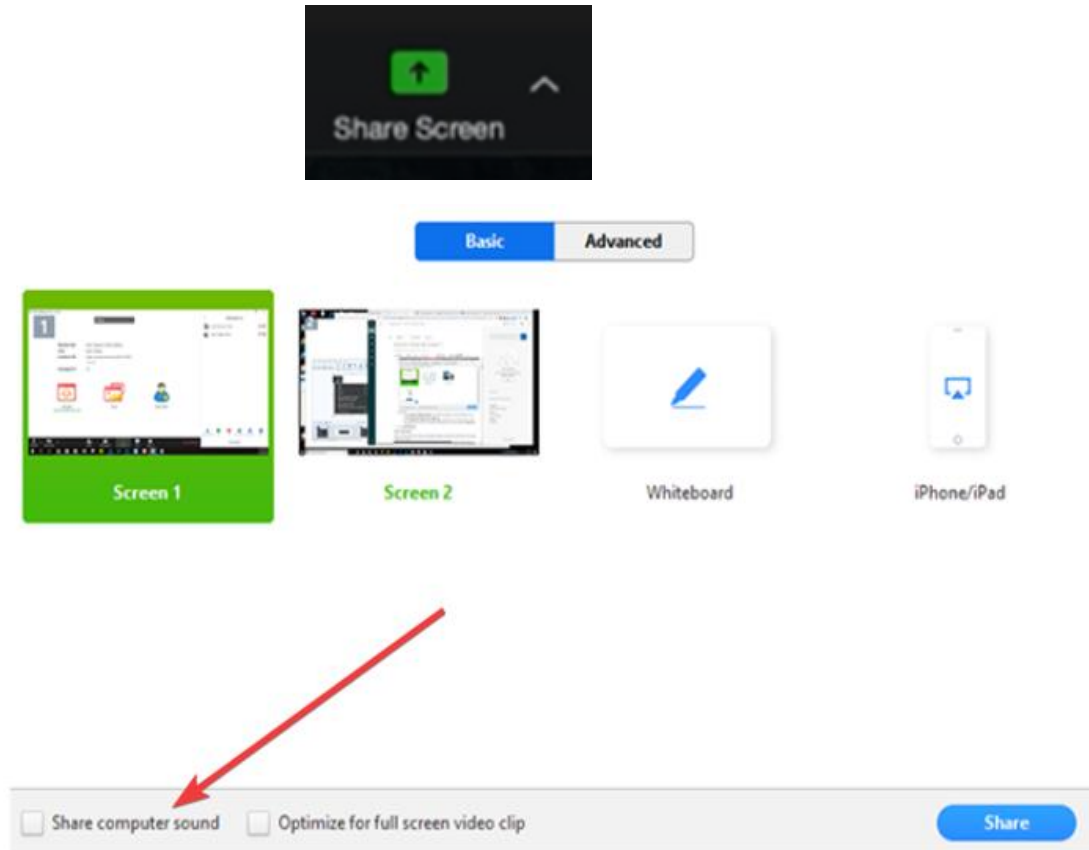 Share Screen
Basic Advanced
1
Screen 1 Screen 2 Whiteboard iPhone/iPad
Share computer sound Optimize for full screen video clip Share